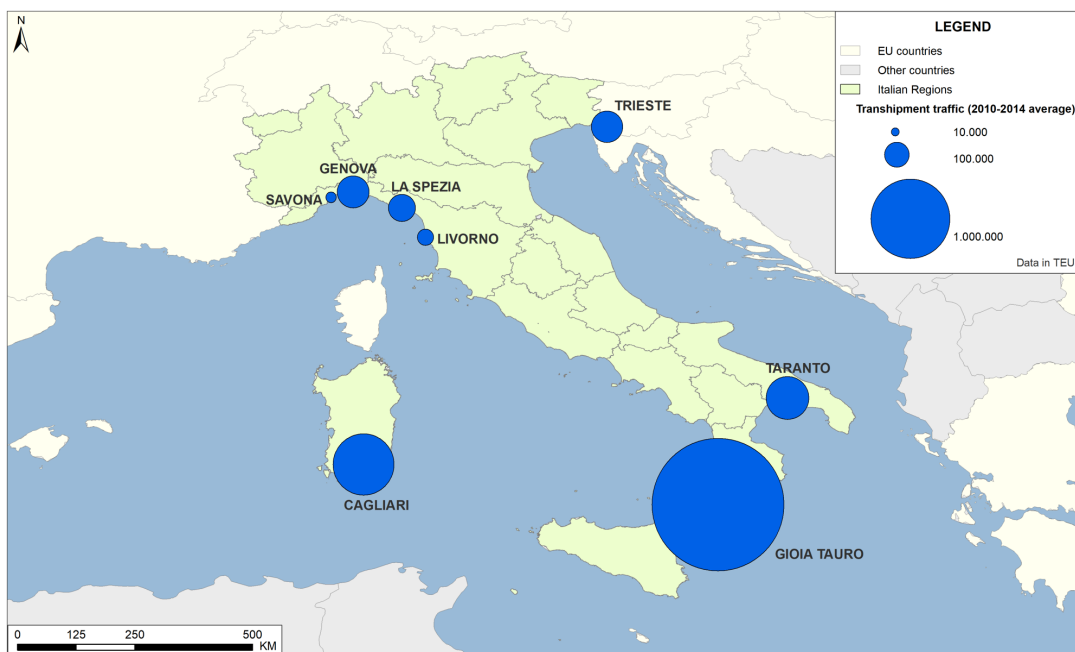 N
LEGEND
EU countries
Other countries
Italian Regions
Transhipment traffic (2010-2014 average)
10.000
100.000
1.000.000
Data in TEU
TRIESTE
GENOVA
LA SPEZIA
SAVONA
LIVORNO
TARANTO
CAGLIARI
GIOIA TAURO
0 125 250 500
KM